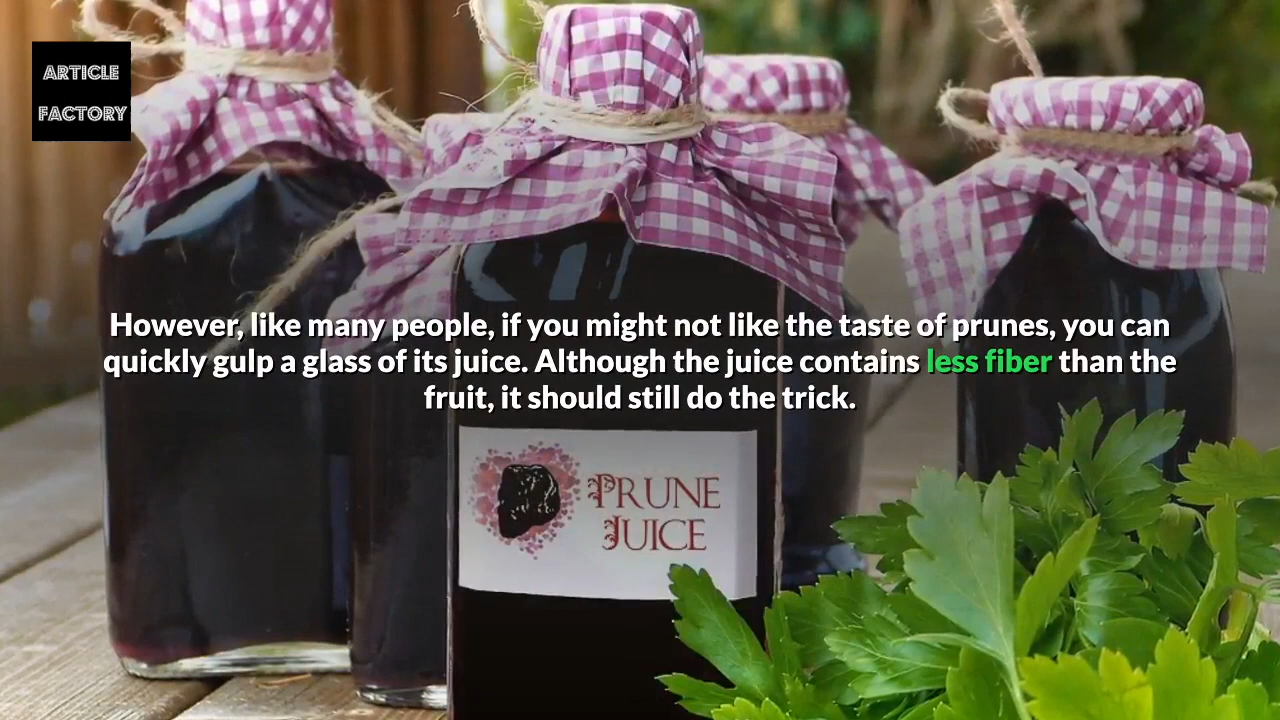 ARTICLE
FACTORY
However, like many people, if you might not like the taste of prunes, you can
quickly gulp a glass of its juice. Although the juice contains less fiber than the
fruit, it should still do the trick.
PRUNE
JUICE